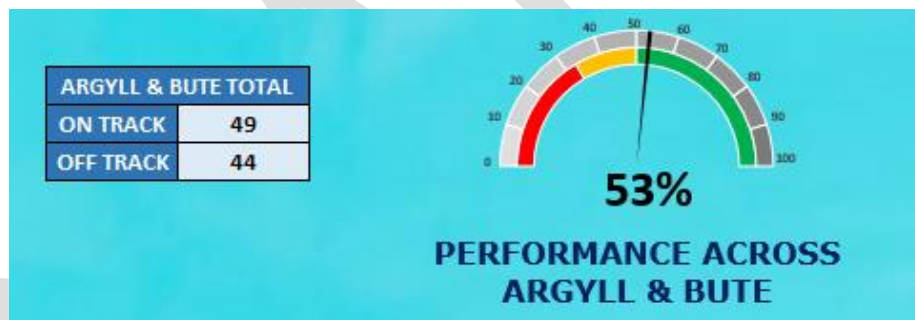 ARGYLL & BUTE TOTAL
ON TRACK 49
OFF TRACK 44
0
10
20
30
40
50
60
70
80
90
100
53%
PERFORMANCE ACROSS
ARGYLL & BUTE